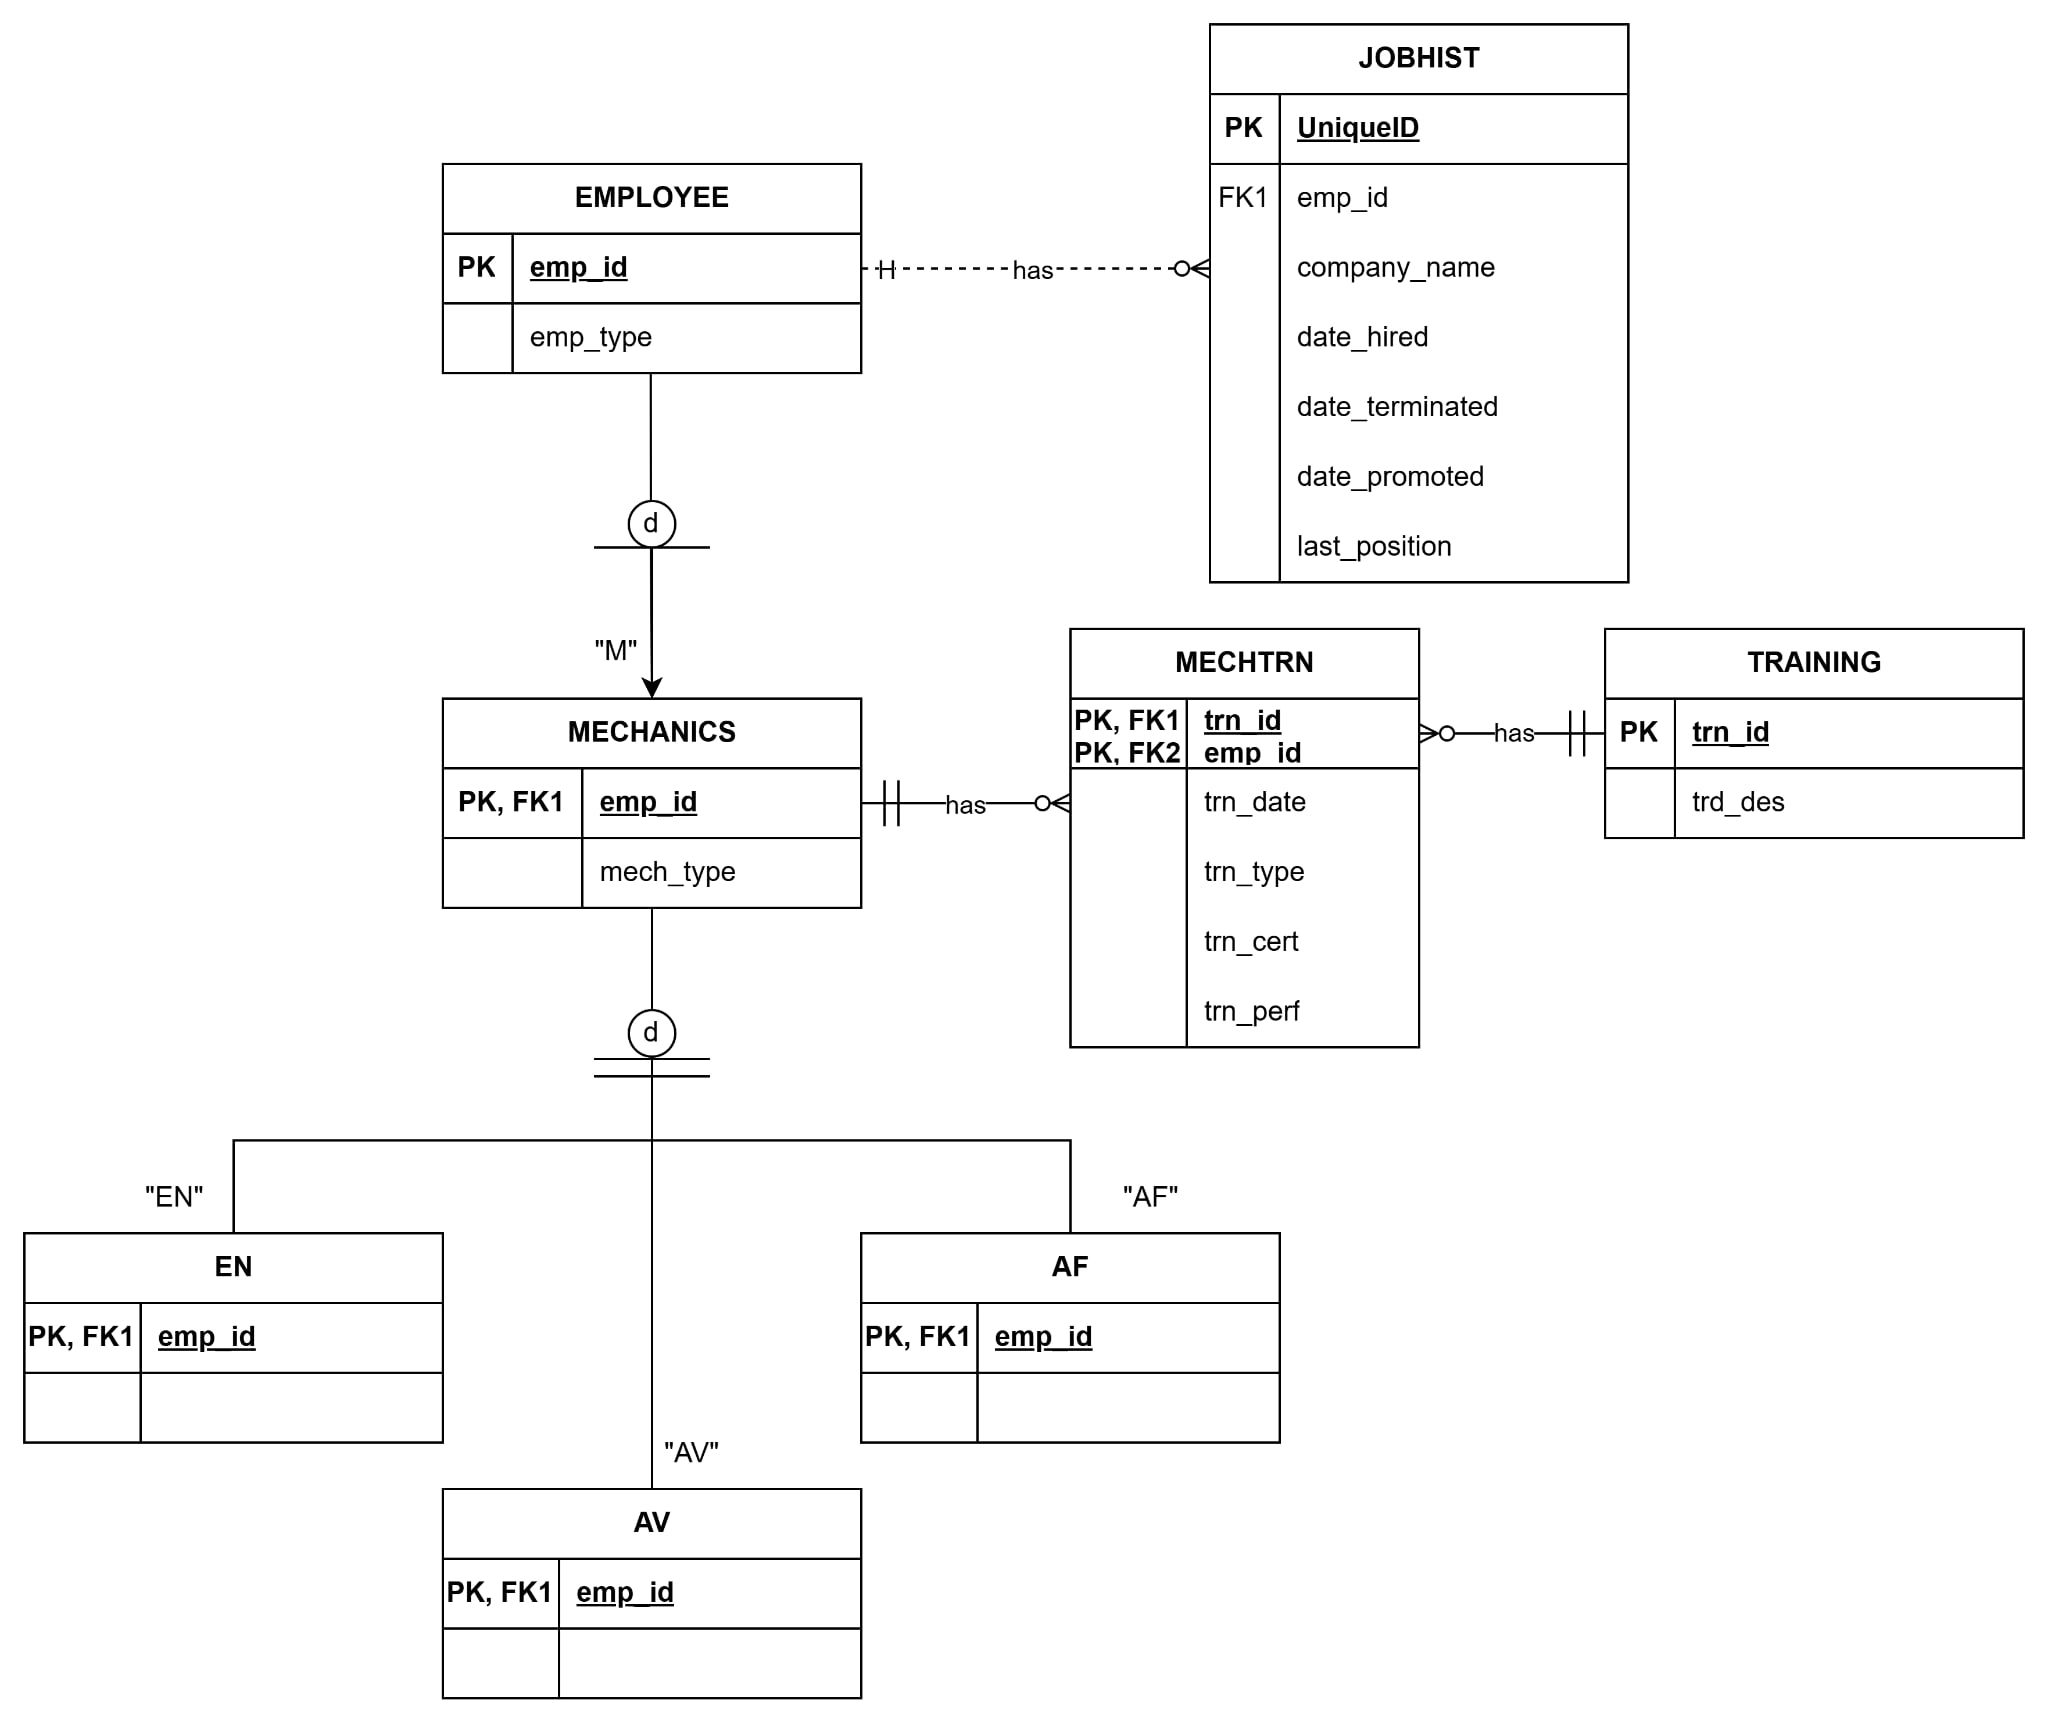 JOBHIST
PK UniqueID
FK1 emp_id
company_name
date_hired
date_terminated
date_promoted
last_position
EMPLOYEE
PK emp_id
emp_type
has
d
"M"
MECHANICS
PK, FK1 emp_id
mech_type
has
MECHTRN
PK, FK1 trn_id
PK, FK2 emp_id
trn_date
trn_type
trn_cert
trn_perf
has
TRAINING
PK trn_id
trd_des
d
"EN"
"AF"
EN
PK, FK1 emp_id
AF
PK, FK1 emp_id
"AV"
AV
PK, FK1 emp_id